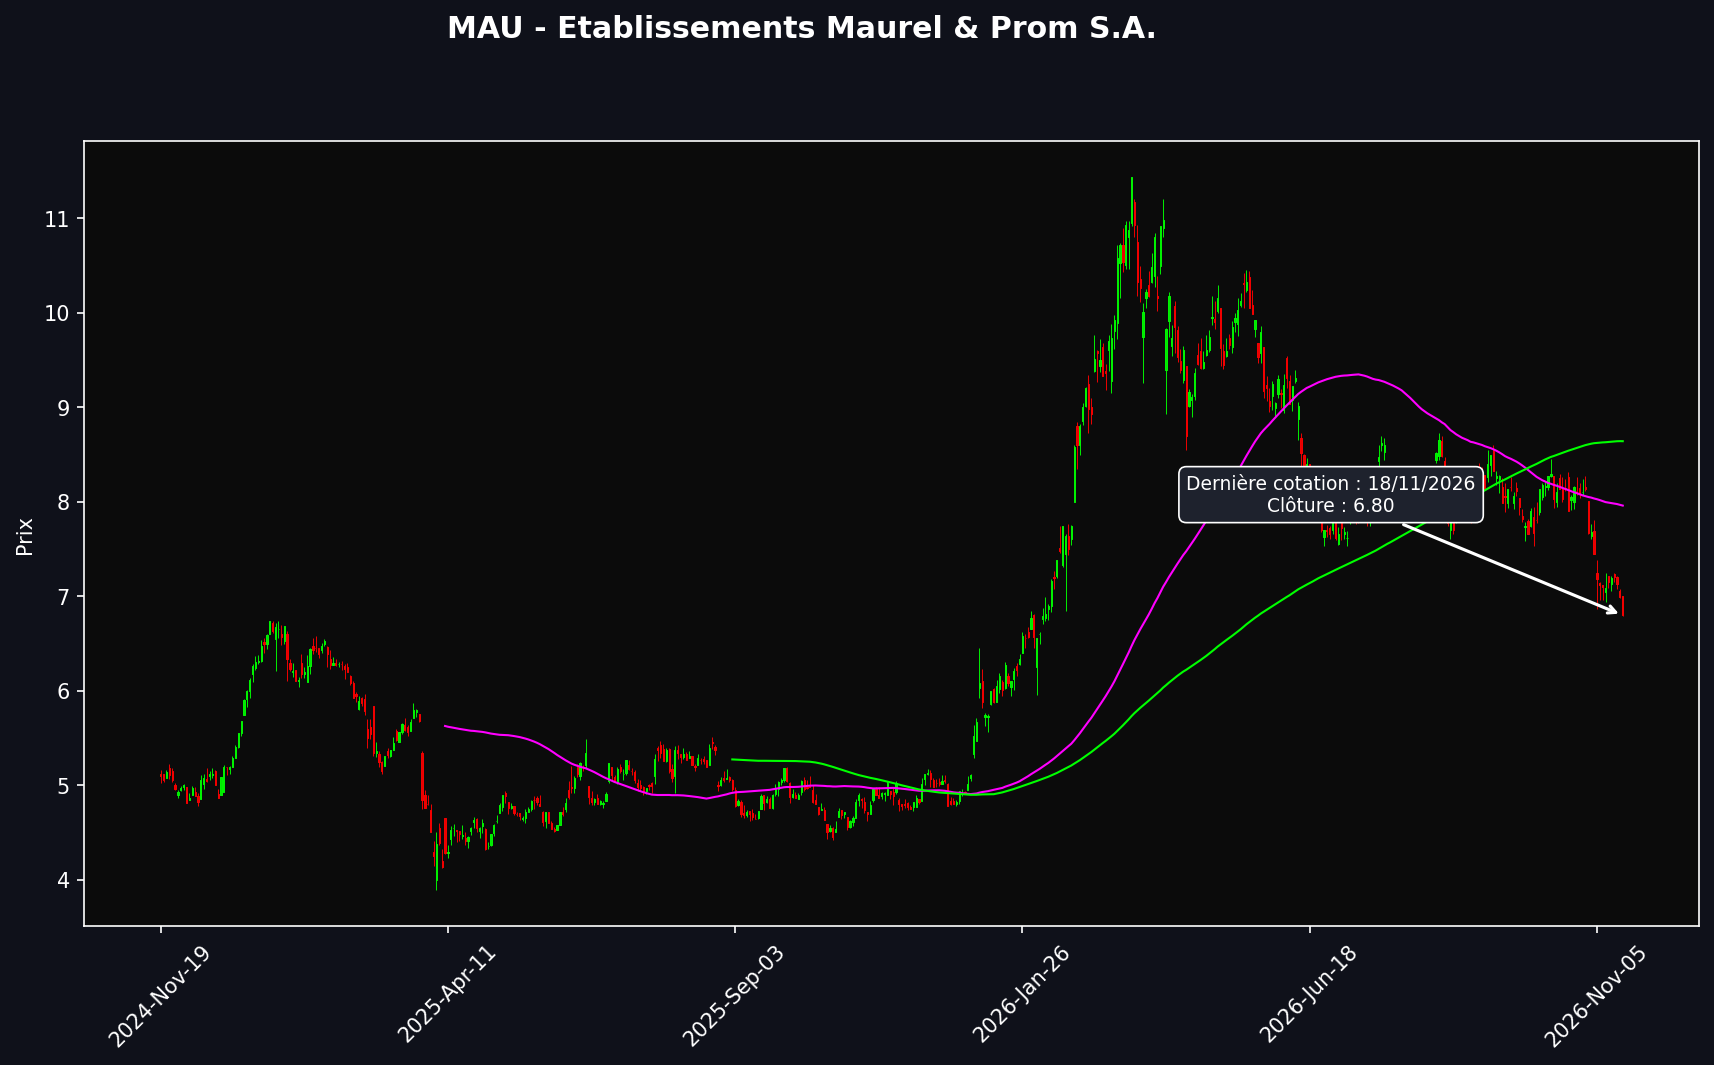 MAU - Etablissements Maurel & Prom S.A.
Prix
11
10
9
8
7
6
5
4
Dernière cotation : 18/11/2026
Clôture : 6.80
2024-Nov-19
2025-Apr-11
2025-Sep-03
2026-Jan-26
2026-Jun-18
2026-Nov-05